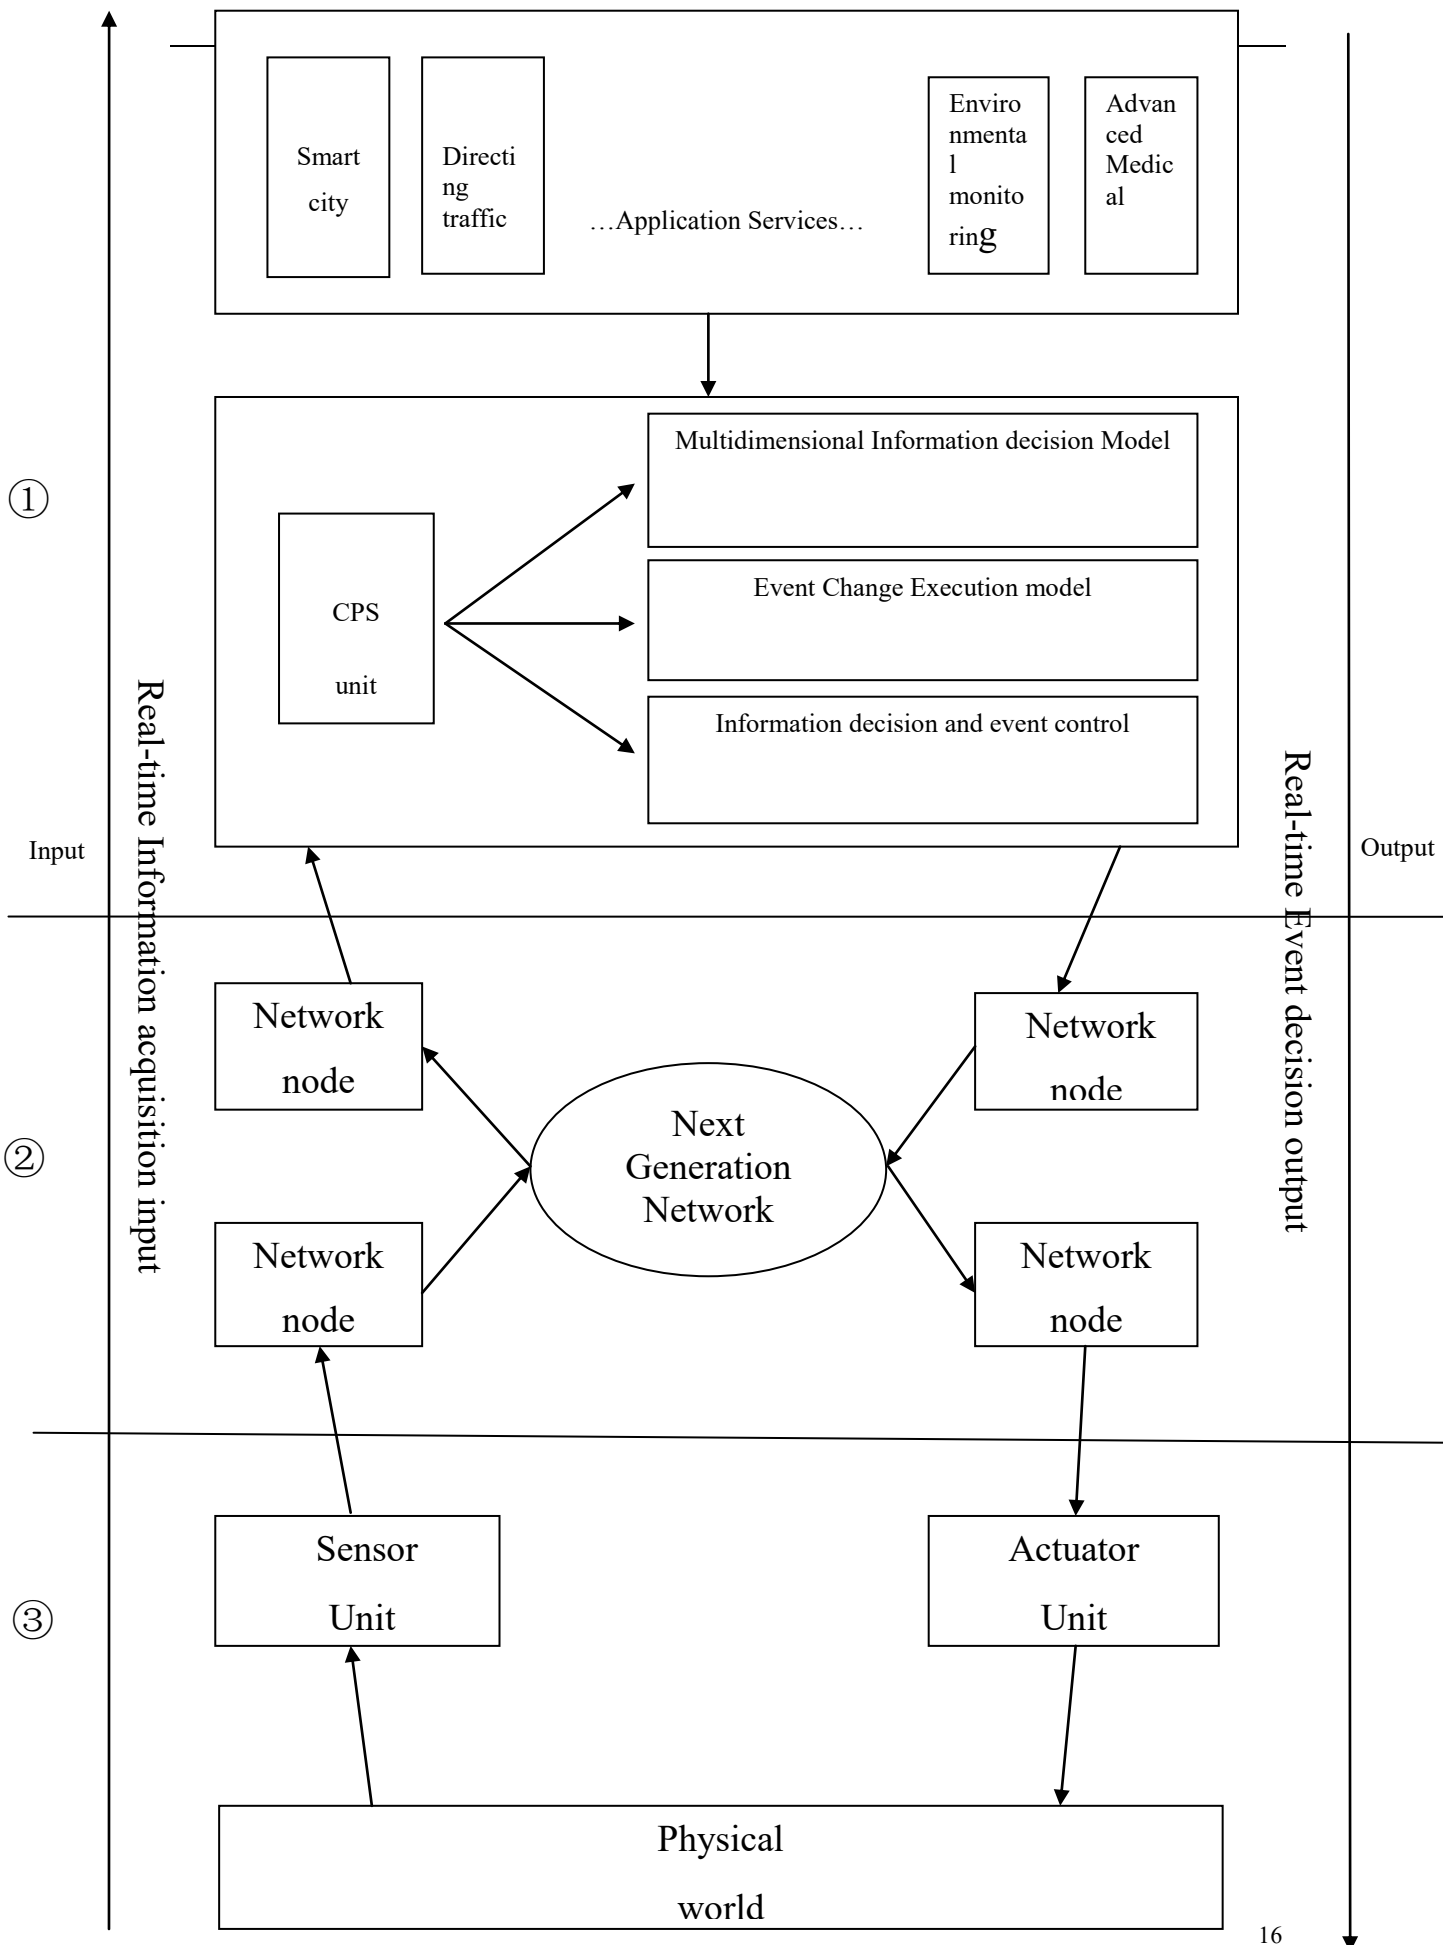 Smart
city
Directi
ng
traffic
…Application Services…
Enviro
nmenta
l
monito
ring
Advan
ced
Medic
al
①
CPS
unit
Multidimensional Information decision Model
Event Change Execution model
Information decision and event control
Input
Real-time Information acquisition input
Real-time Event decision output
Output
②
Network
node
Network
node
Next
Generation
Network
Network
node
Network
node
③
Sensor
Unit
Actuator
Unit
Physical
world
16